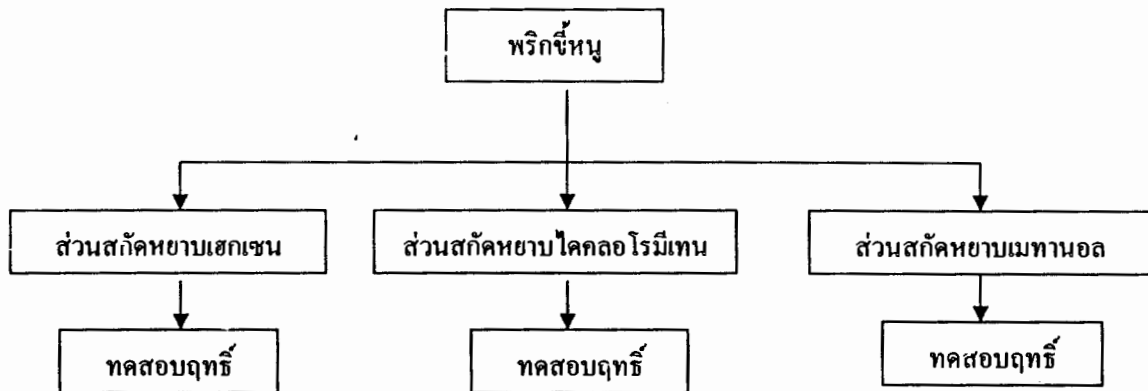 พริกขี้หนู
ส่วนสกัดหยาบเฮกเซน
ส่วนสกัดหยาบไดคลอโรมีเทน
ส่วนสกัดหยาบเมทานอล
ทดสอบฤทธิ์
ทดสอบฤทธิ์
ทดสอบฤทธิ์